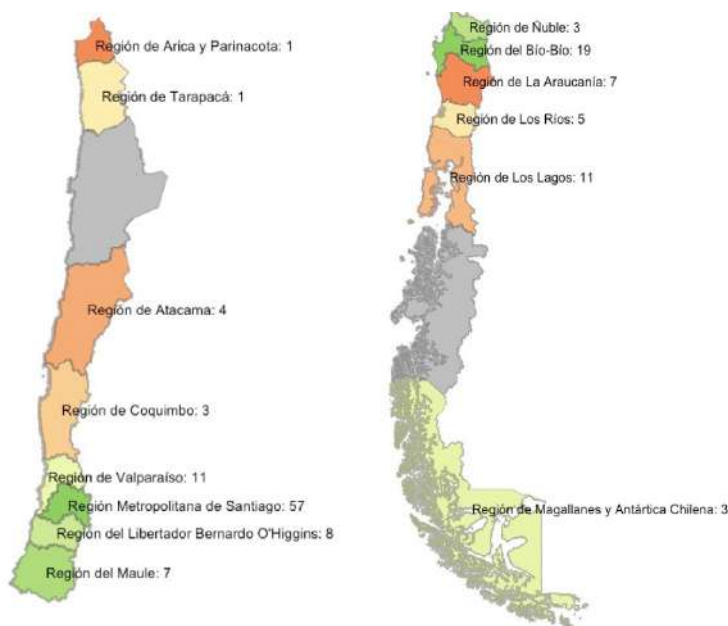 Región de Arica y Parinacota: 1
Región de Tarapacá: 1
Región de Atacama: 4
Región de Coquimbo: 3
Región de Valparaíso: 11
Región Metropolitana de Santiago: 57
Región del Libertador Bernardo O'Higgins: 8
Región del Maule: 7
Región de Ñuble: 3
Región del Bío-Bío: 19
Región de La Araucanía: 7
Región de Los Ríos: 5
Región de Los Lagos: 11
Región de Magallanes y Antártica Chilena: 3